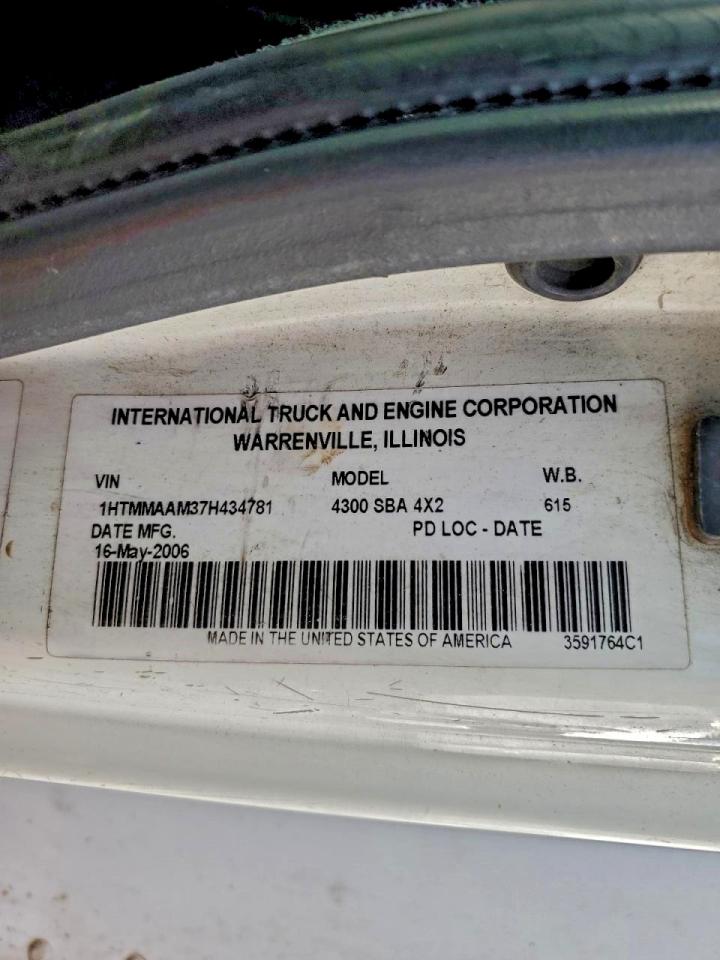 INTERNATIONAL TRUCK AND ENGINE CORPORATION
WARRENVILLE, ILLINOIS
VIN MODEL W.B.
1HTMMAAM37H434781 4300 SBA 4X2 615
DATE MFG. PD LOC - DATE
16-May-2006
MADE IN THE UNITED STATES OF AMERICA 3591764C1